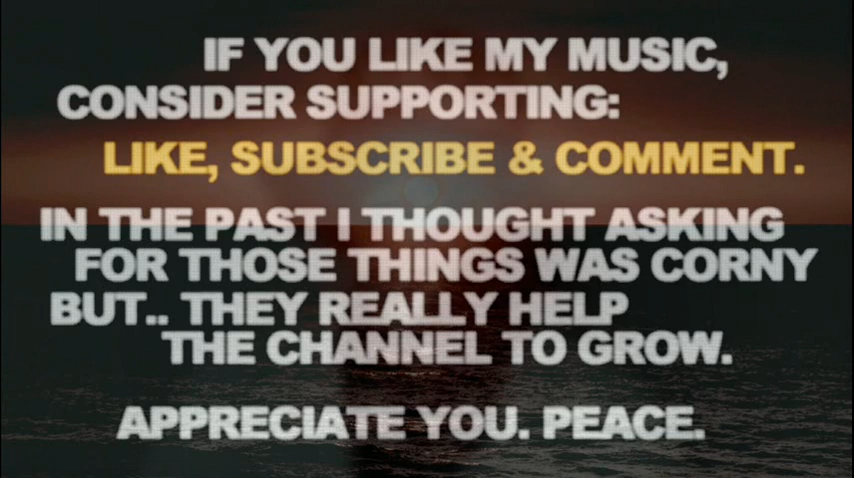 IF YOU LIKE MY MUSIC,
CONSIDER SUPPORTING:
LIKE, SUBSCRIBE & COMMENT.
IN THE PAST I THOUGHT ASKING
FOR THOSE THINGS WAS CORNY
BUT.. THEY REALLY HELP
THE CHANNEL TO GROW.
APPRECIATE YOU. PEACE.